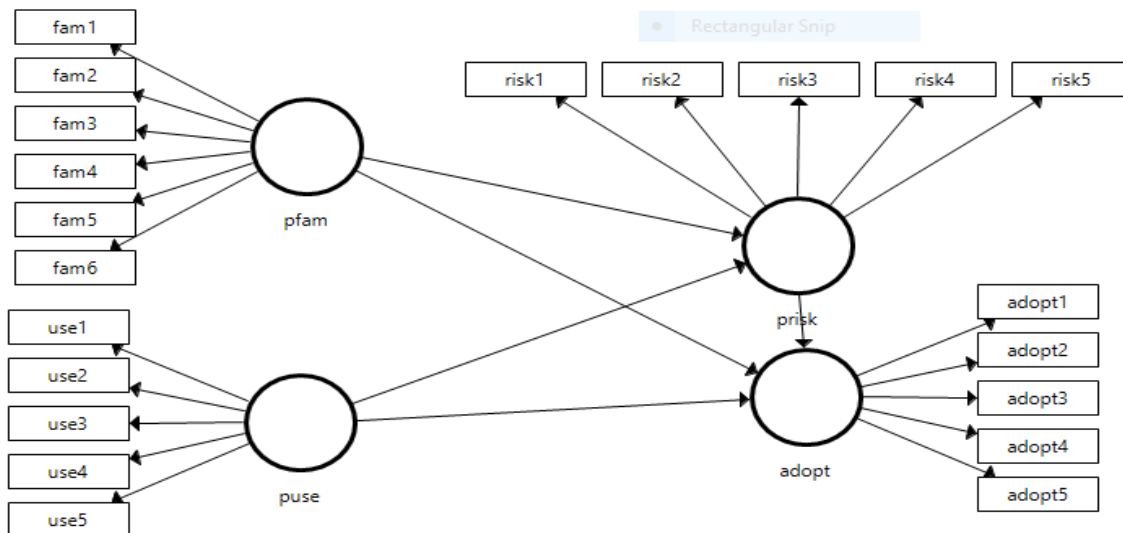 fam1
fam2
fam3
fam4
fam5
fam6
pfam
Rectangular Snip
risk1
risk2
risk3
risk4
risk5
prisk
use1
use2
use3
use4
use5
puse
adopt1
adopt2
adopt3
adopt4
adopt5
adopt